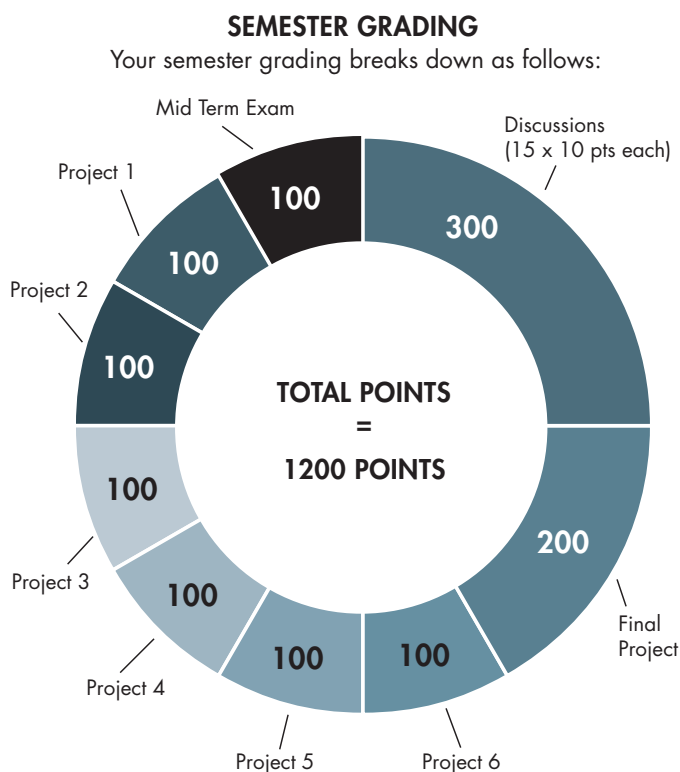 SEMESTER GRADING
Your semester grading breaks down as follows:
Mid Term Exam
100
Discussions
(15 x 10 pts each)
300
Project 1
100
Project 2
100
TOTAL POINTS
=
1200 POINTS
Project 3
100
200
Final
Project
Project 4
100
Project 5
100
Project 6
100